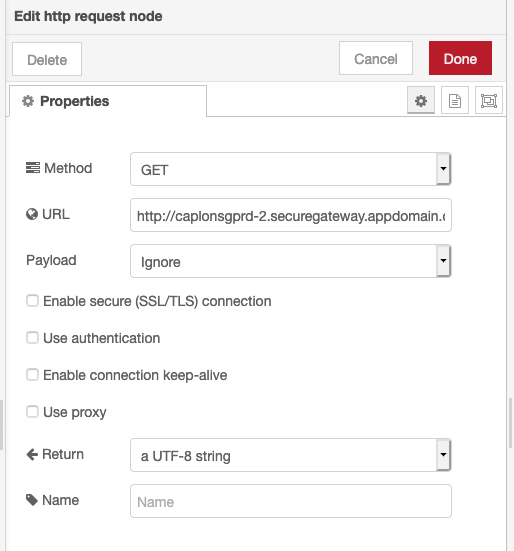 Edit http request node
Delete
Cancel
Done
Properties
Method
GET
URL
http://caplonsgprd-2.securegateway.appdomain.
Payload
Ignore
Enable secure (SSL/TLS) connection
Use authentication
Enable connection keep-alive
Use proxy
Return
a UTF-8 string
Name
Name